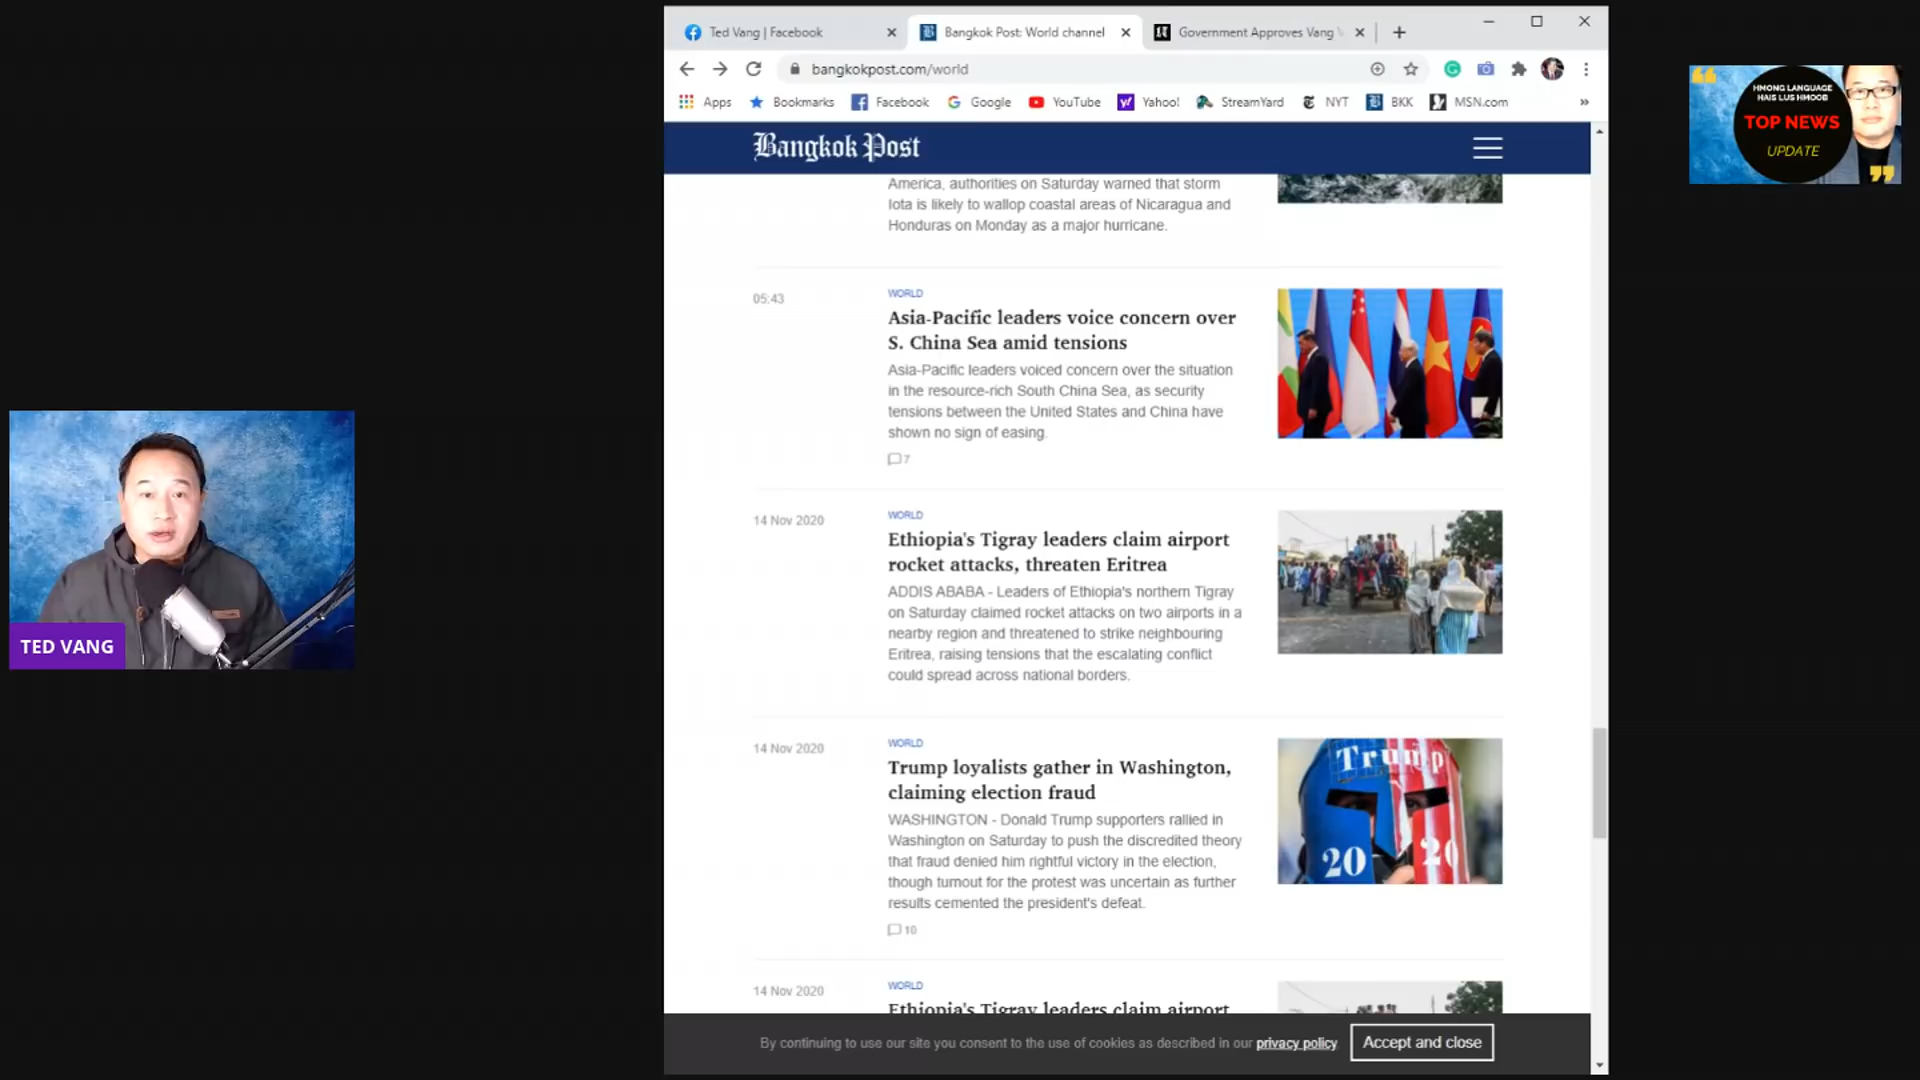 Ted Vang | Facebook
Bangkok Post: World channel
Government Approves Vang
bangkokpost.com/world
Apps
Bookmarks
Facebook
Google
YouTube
Yahoo!
StreamYard
NYT
BKK
MSN.com
HMONG LANGUAGE
HAIS LUS HMOOB
TOP NEWS
UPDATE
Bangkok Post
America, authorities on Saturday warned that storm
Iota is likely to wallop coastal areas of Nicaragua and
Honduras on Monday as a major hurricane.
05:43
WORLD
Asia-Pacific leaders voice concern over
S. China Sea amid tensions
Asia-Pacific leaders voiced concern over the situation
in the resource-rich South China Sea, as security
tensions between the United States and China have
shown no sign of easing.
7
14 Nov 2020
WORLD
Ethiopia's Tigray leaders claim airport
rocket attacks, threaten Eritrea
ADDIS ABABA - Leaders of Ethiopia's northern Tigray
on Saturday claimed rocket attacks on two airports in a
nearby region and threatened to strike neighbouring
Eritrea, raising tensions that the escalating conflict
could spread across national borders.
TED VANG
14 Nov 2020
WORLD
Trump loyalists gather in Washington,
claiming election fraud
WASHINGTON - Donald Trump supporters rallied in
Washington on Saturday to push the discredited theory
that fraud denied him rightful victory in the election,
though turnout for the protest was uncertain as further
results cemented the president's defeat.
10
Trump
20 20
14 Nov 2020
WORLD
Ethiopia's Tigray leaders claim airport
By continuing to use our site you consent to the use of cookies as described in our privacy policy
Accept and close